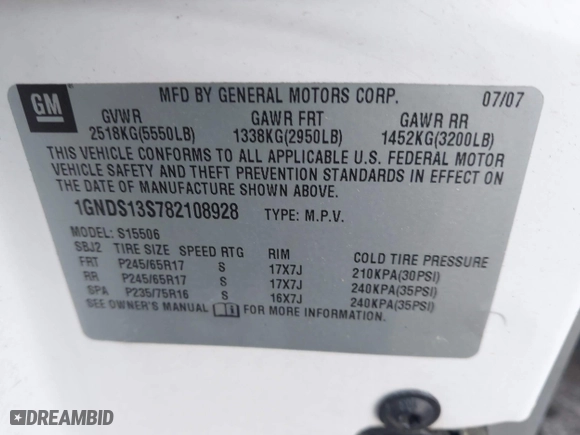 GM
MFD BY GENERAL MOTORS CORP. 07/07
GVWR GAWR FRT GAWR RR
2518KG(5550LB) 1338KG(2950LB) 1452KG(3200LB)
THIS VEHICLE CONFORMS TO ALL APPLICABLE U.S. FEDERAL MOTOR
VEHICLE SAFETY AND THEFT PREVENTION STANDARDS IN EFFECT ON
THE DATE OF MANUFACTURE SHOWN ABOVE.
1GNDS13S782108928 TYPE: M.P.V.
MODEL: S15506
SBJ2 TIRE SIZE SPEED RTG RIM COLD TIRE PRESSURE
FRT P245/65R17 S 17X7J 210KPA(30PSI)
RR P245/65R17 S 17X7J 240KPA(35PSI)
SPA P235/75R16 S 16X7J 240KPA(35PSI)
SEE OWNER'S MANUAL FOR MORE INFORMATION.
DREAMBID